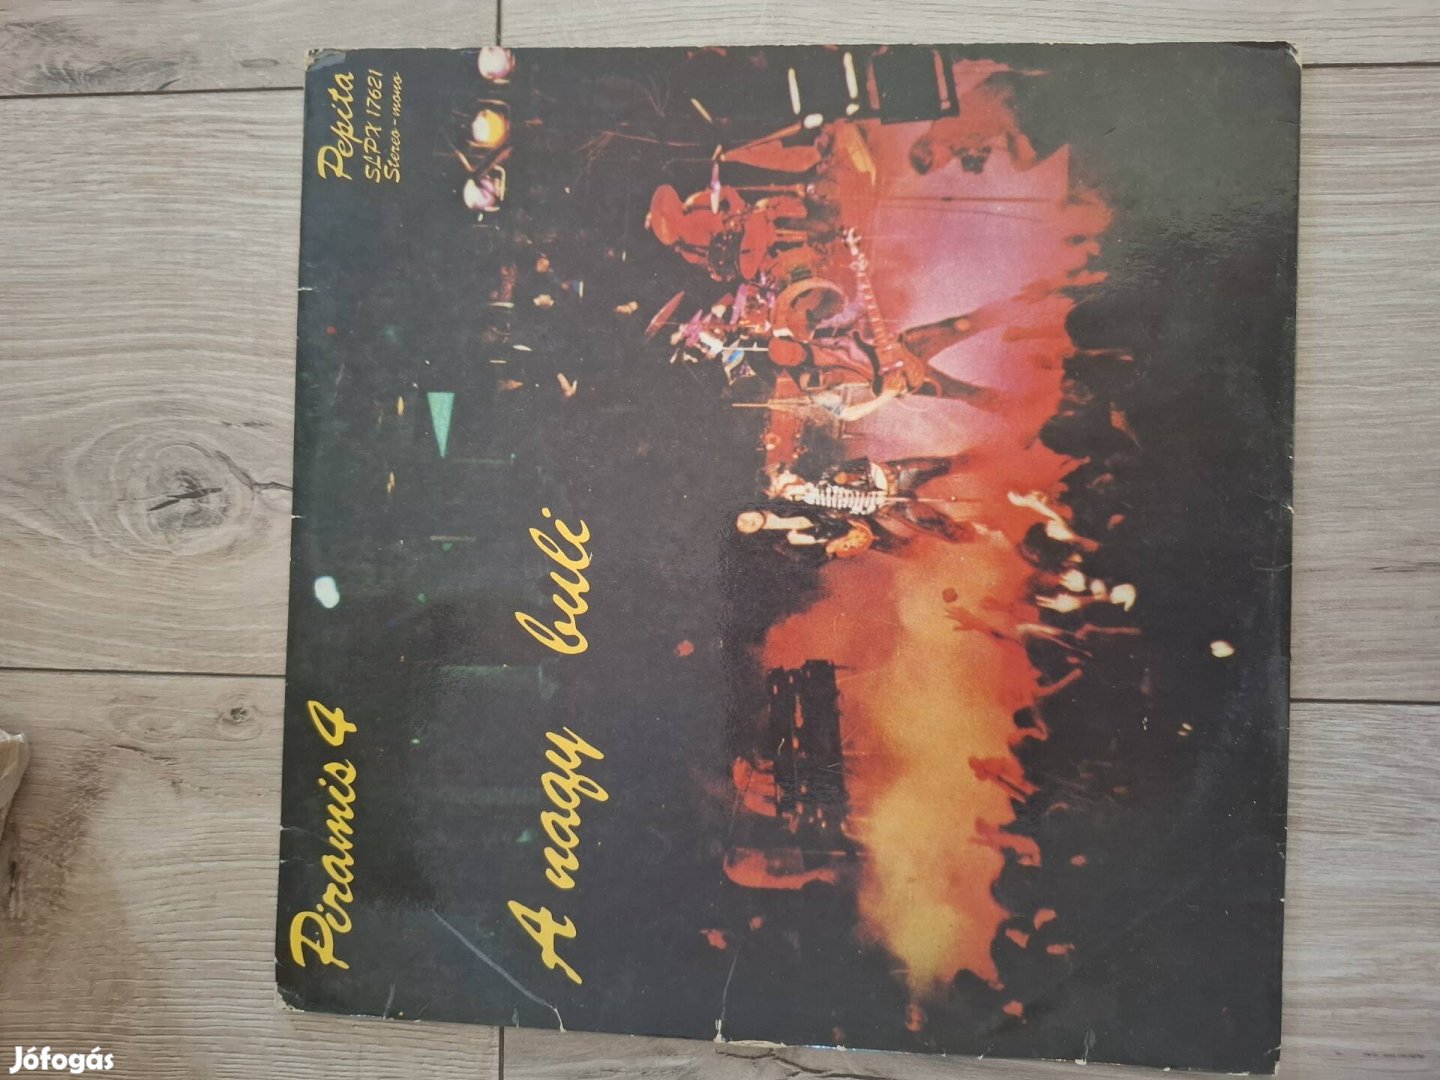 Piramis 4
Pepita
SLPX 17621
Stereo-mono
A nagy buli
Jófogás